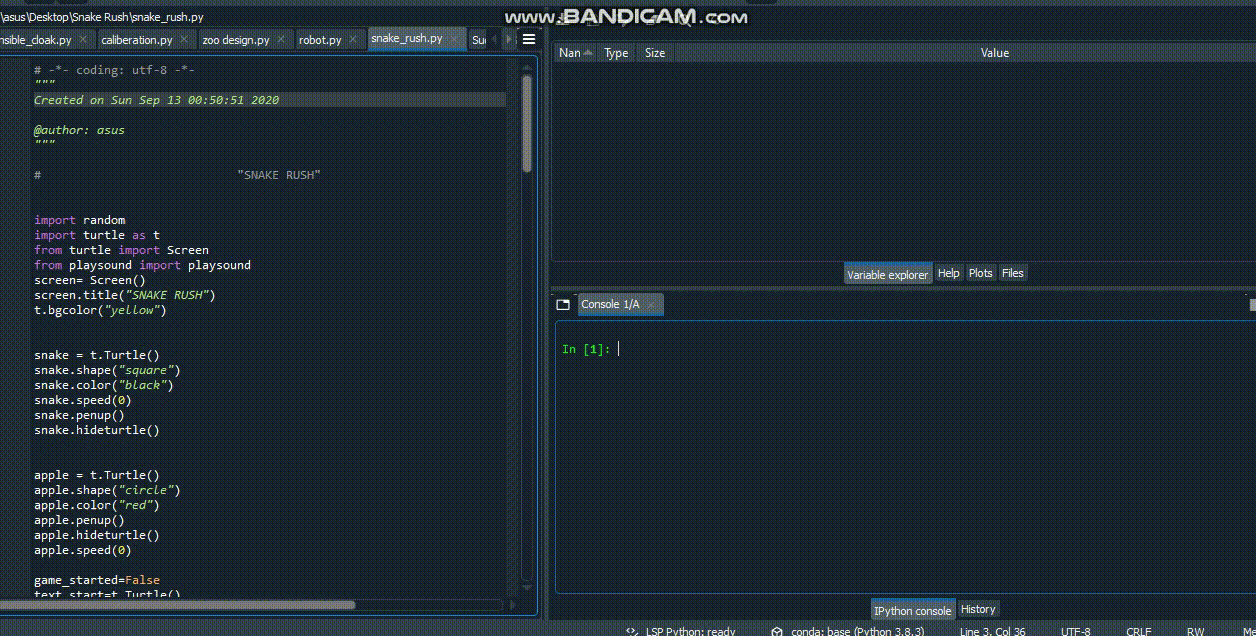 \asus\Desktop\Snake Rush\snake_rush.py
www.BANDICAM.com
nsible_cloak.py
caliberation.py
zoo design.py
robot.py
snake_rush.py
Su
# -*- coding: utf-8 -*-
"""
Created on Sun Sep 13 00:50:51 2020
@author: asus
"""
# "SNAKE RUSH"
import random
import turtle as t
from turtle import Screen
from playsound import playsound
screen= Screen()
screen.title("SNAKE RUSH")
t.bgcolor("yellow")
snake = t.Turtle()
snake.shape("square")
snake.color("black")
snake.speed(0)
snake.penup()
snake.hideturtle()
apple = t.Turtle()
apple.shape("circle")
apple.color("red")
apple.penup()
apple.hideturtle()
apple.speed(0)
game_started=False
text_start=t.Turtle()
Nan Type Size Value
Variable explorer Help Plots Files
Console 1/A
In [1]:
IPython console History
LSP Python: ready conda: base (Python 3.8.3) Line 3, Col 36 UTF-8 CRLF RW Me